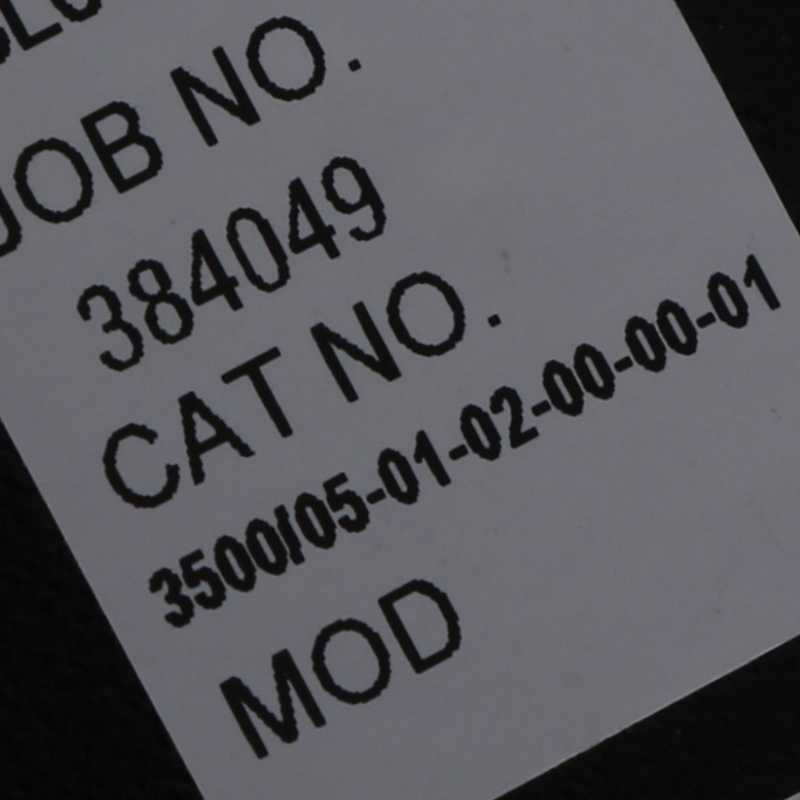 JOB NO.
384049
CAT NO.
3500/05-01-02-00-00-01
MOD